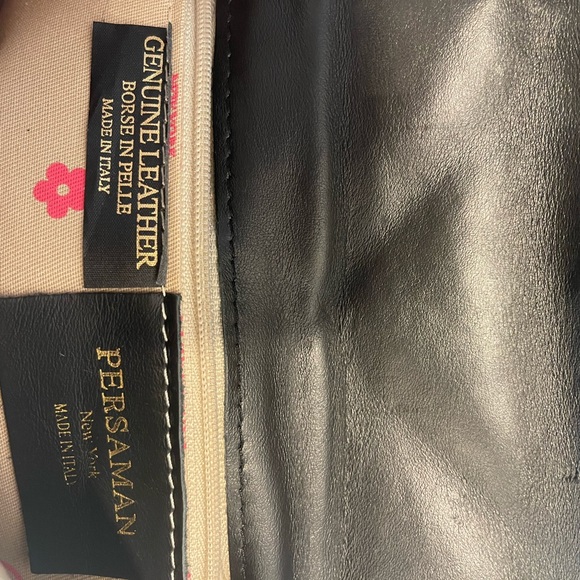 GENUINE LEATHER
BORSE IN PELLE
MADE IN ITALY
PERSAMAN
New York
MADE IN ITALY